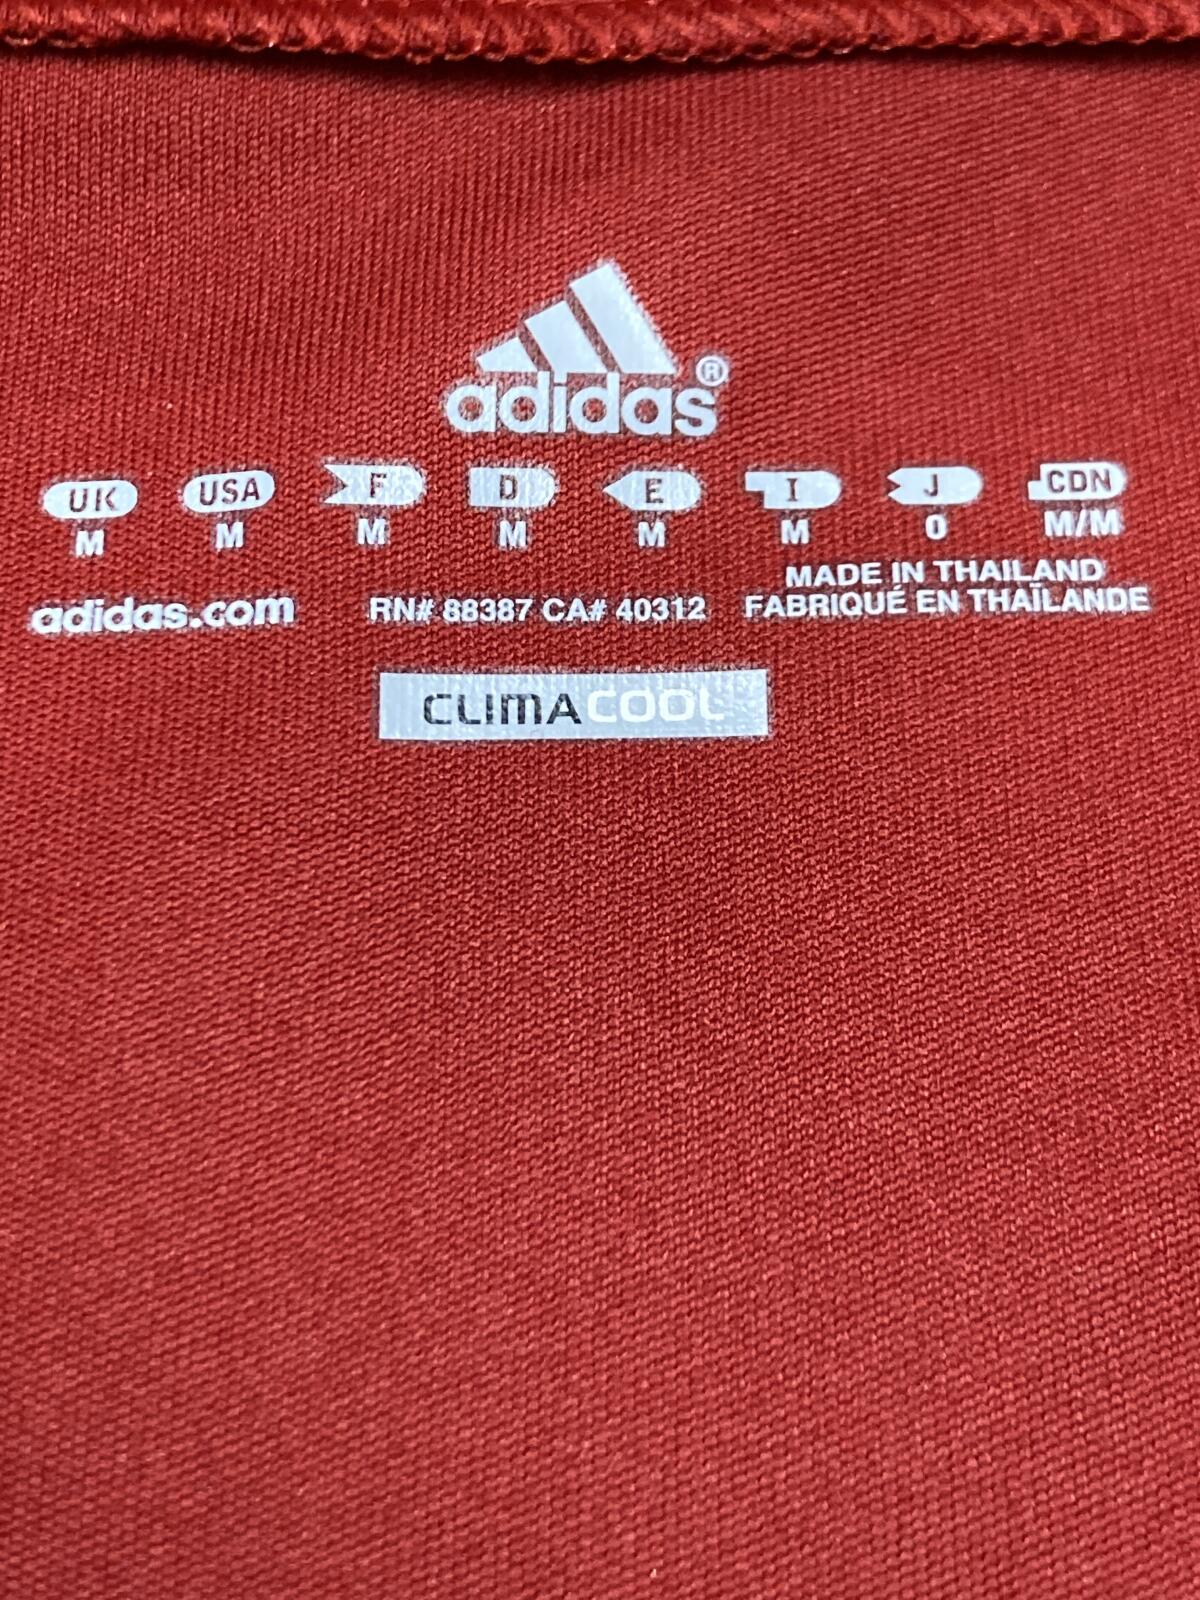 adidas®
UK USA F D E I J CDN
M M M M M M O M/M
adidas.com RN# 88387 CA# 40312 MADE IN THAILAND
FABRIQUÉ EN THAÏLANDE
CLIMACOOL